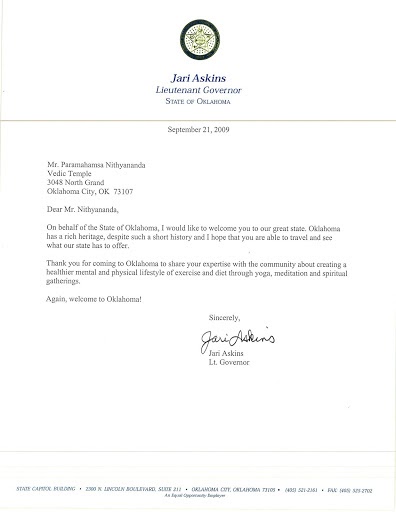 Jari Askins
Lieutenant Governor
STATE OF OKLAHOMA
September 21, 2009
Mr. Paramahamsa Nithyananda
Vedic Temple
3048 North Grand
Oklahoma City, OK 73107
Dear Mr. Nithyananda,
On behalf of the State of Oklahoma, I would like to welcome you to our great state. Oklahoma
has a rich heritage, despite such a short history and I hope that you are able to travel and see
what our state has to offer.
Thank you for coming to Oklahoma to share your expertise with the community about creating a
healthier mental and physical lifestyle of exercise and diet through yoga, meditation and spiritual
gatherings.
Again, welcome to Oklahoma!
Sincerely,
Jari Askins
Jari Askins
Lt. Governor
STATE CAPITOL BUILDING • 2300 N. LINCOLN BOULEVARD, SUITE 211 • OKLAHOMA CITY, OKLAHOMA 73105 • (405) 521-2161 • FAX: (405) 525-2702
An Equal Opportunity Employer